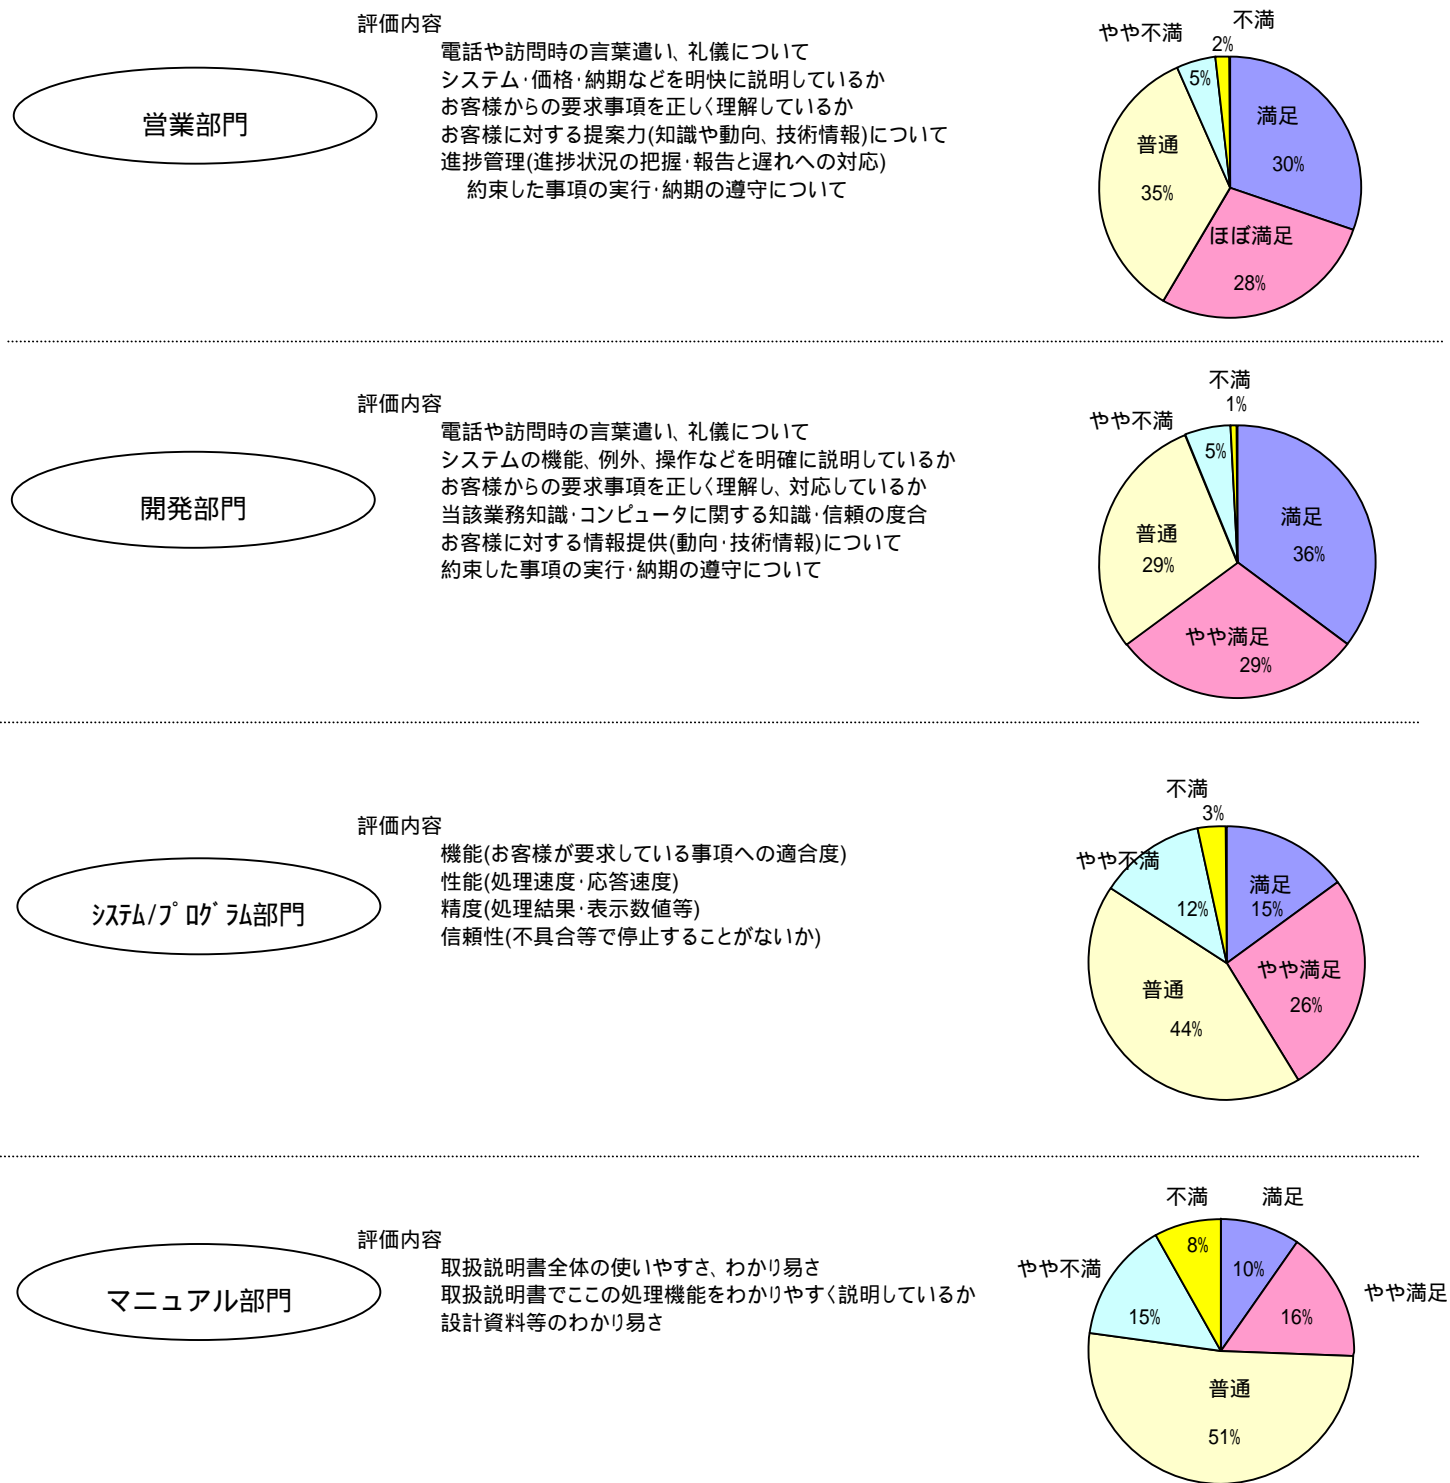 評価内容
電話や訪問時の言葉遣い、礼儀について
システム・価格・納期などを明快に説明しているか
お客様からの要求事項を正しく理解しているか
お客様に対する提案力(知識や動向、技術情報)について
進捗管理(進捗状況の把握・報告と遅れへの対応)
約束した事項の実行・納期の遵守について
営業部門
不満
やや不満
2%
5%
満足
30%
普通
35%
ほぼ満足
28%
評価内容
電話や訪問時の言葉遣い、礼儀について
システムの機能、例外、操作などを明確に説明しているか
お客様からの要求事項を正しく理解し、対応しているか
当該業務知識・コンピュータに関する知識・信頼の度合
お客様に対する情報提供(動向・技術情報)について
約束した事項の実行・納期の遵守について
開発部門
不満
1%
やや不満
5%
満足
36%
普通
29%
やや満足
29%
評価内容
機能(お客様が要求している事項への適合度)
性能(処理速度・応答速度)
精度(処理結果・表示数値等)
信頼性(不具合等で停止することがないか)
ｼｽﾃﾑ/ﾌﾟﾛｸﾞﾗﾑ部門
不満
3%
やや不満
12%
満足
15%
やや満足
26%
普通
44%
評価内容
取扱説明書全体の使いやすさ、わかり易さ
取扱説明書でここの処理機能をわかりやすく説明しているか
設計資料等のわかり易さ
マニュアル部門
不満
満足
8%
10%
やや不満
15%
やや満足
16%
普通
51%